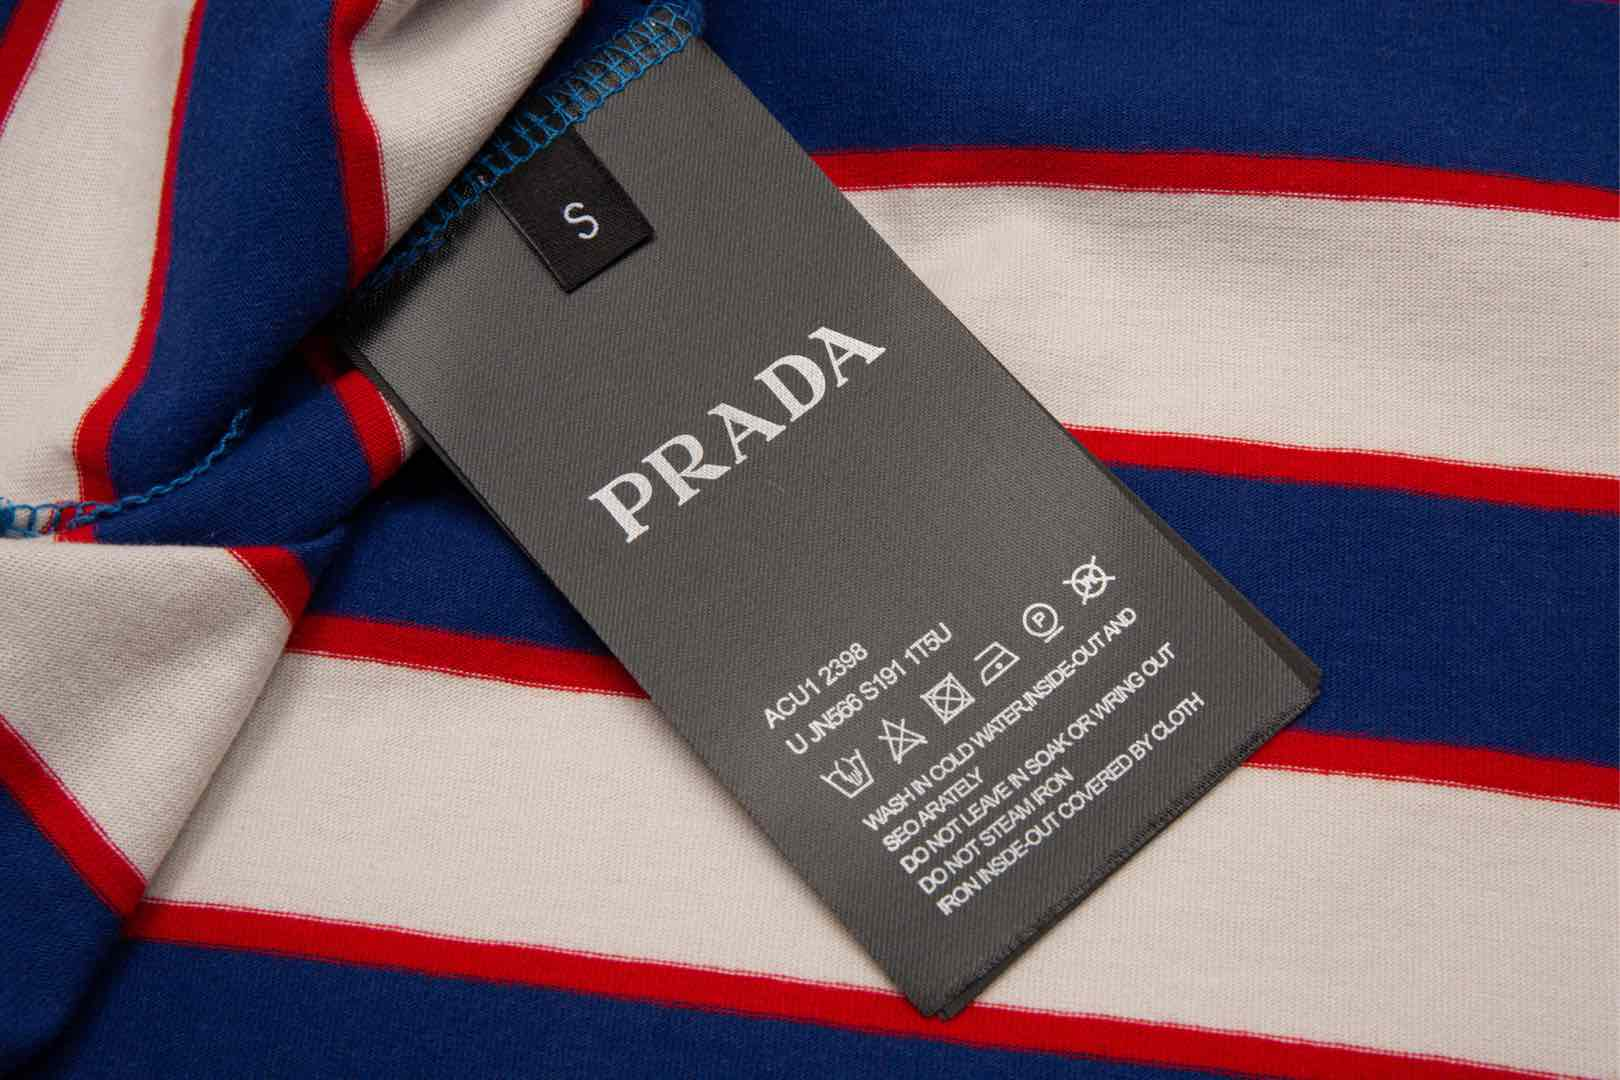 S
PRADA
ACU1 2398
U JN566 S191 1T5U
P
WASH IN COLD WATER,INSIDE-OUT AND
SEO ARATELY
DO NOT LEAVE IN SOAK OR WRING OUT
DO NOT STEAM IRON
IRON INSDE-OUT COVERED BY CLOTH